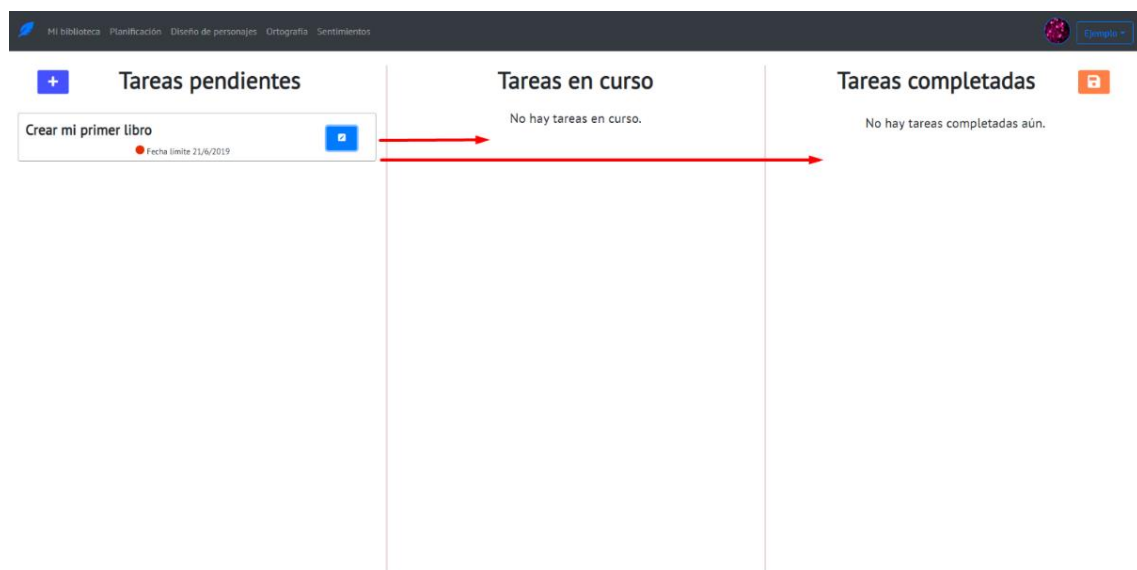 Mi biblioteca Planificación Diseño de personajes Ortografía Sentimientos
Ejemplo
Tareas pendientes
Crear mi primer libro
Fecha límite 21/6/2019
Tareas en curso
No hay tareas en curso.
Tareas completadas
No hay tareas completadas aún.